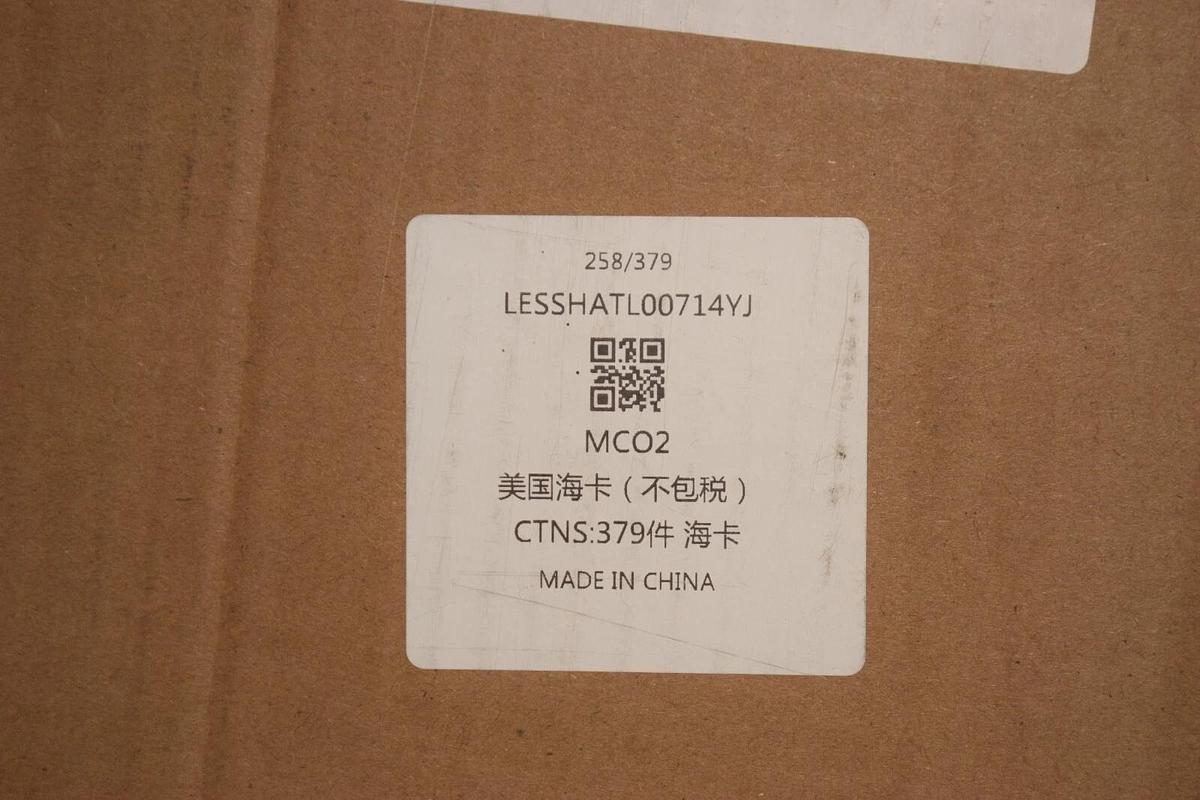 258/379
LESSHATL00714YJ
MCO2
美国海卡（不包税）
CTNS:379件 海卡
MADE IN CHINA